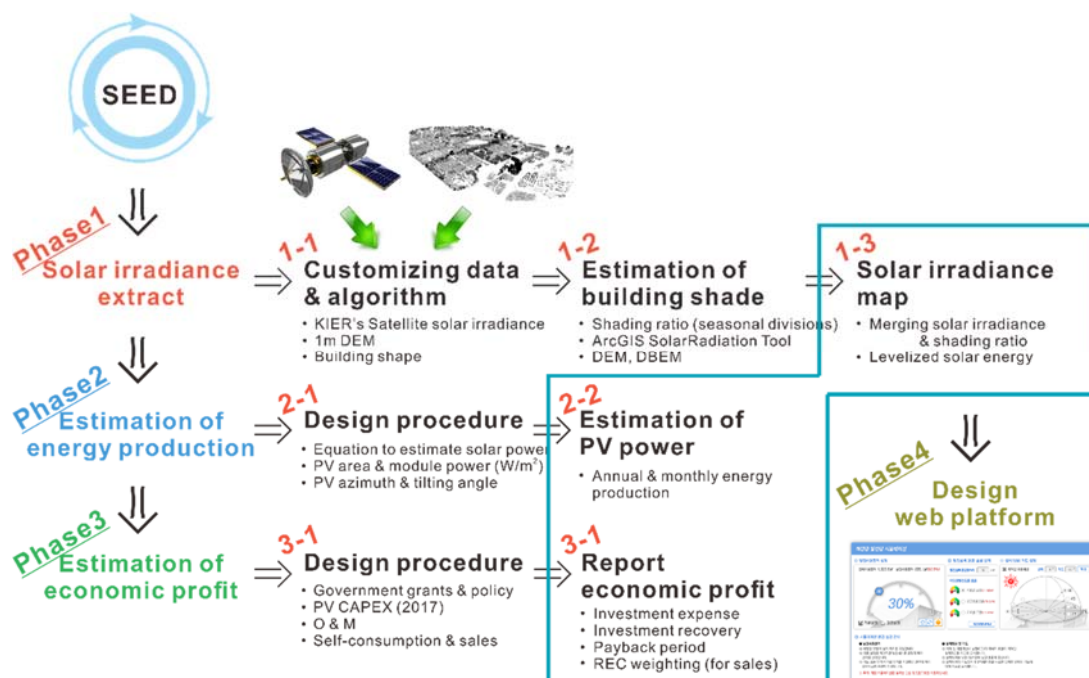 SEED
Phase1
Solar irradiance
extract
1-1
Customizing data
& algorithm
• KIER's Satellite solar irradiance
• 1m DEM
• Building shape
1-2
Estimation of
building shade
• Shading ratio (seasonal divisions)
• ArcGIS SolarRadiation Tool
• DEM, DBEM
1-3
Solar irradiance
map
• Merging solar irradiance
& shading ratio
• Levelized solar energy
Phase2
Estimation of
energy production
2-1
Design procedure
• Equation to estimate solar power
• PV area & module power (W/m²)
• PV azimuth & tilting angle
2-2
Estimation of
PV power
• Annual & monthly energy
production
Phase3
Estimation of
economic profit
3-1
Design procedure
• Government grants & policy
• PV CAPEX (2017)
• O & M
• Self-consumption & sales
3-1
Report
economic profit
• Investment expense
• Investment recovery
• Payback period
• REC weighting (for sales)
Phase4
Design
web platform
30%